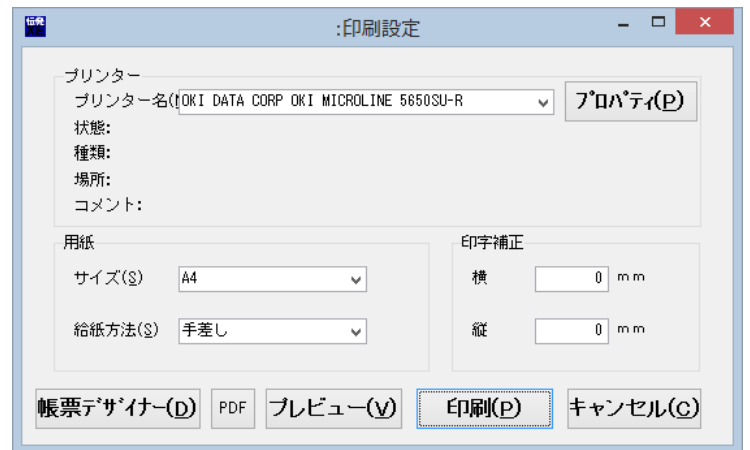 伝発
:印刷設定
プリンター
プリンター名( OKI DATA CORP OKI MICROLINE 5650SU-R ﾌﾟﾛﾊﾟﾃｨ(P)
状態:
種類:
場所:
コメント:
用紙
サイズ(S) A4
給紙方法(S) 手差し
印字補正
横 0 mm
縦 0 mm
帳票ﾃﾞｻﾞｲﾅｰ(D) PDF プレビュー(V) 印刷(P) キャンセル(C)